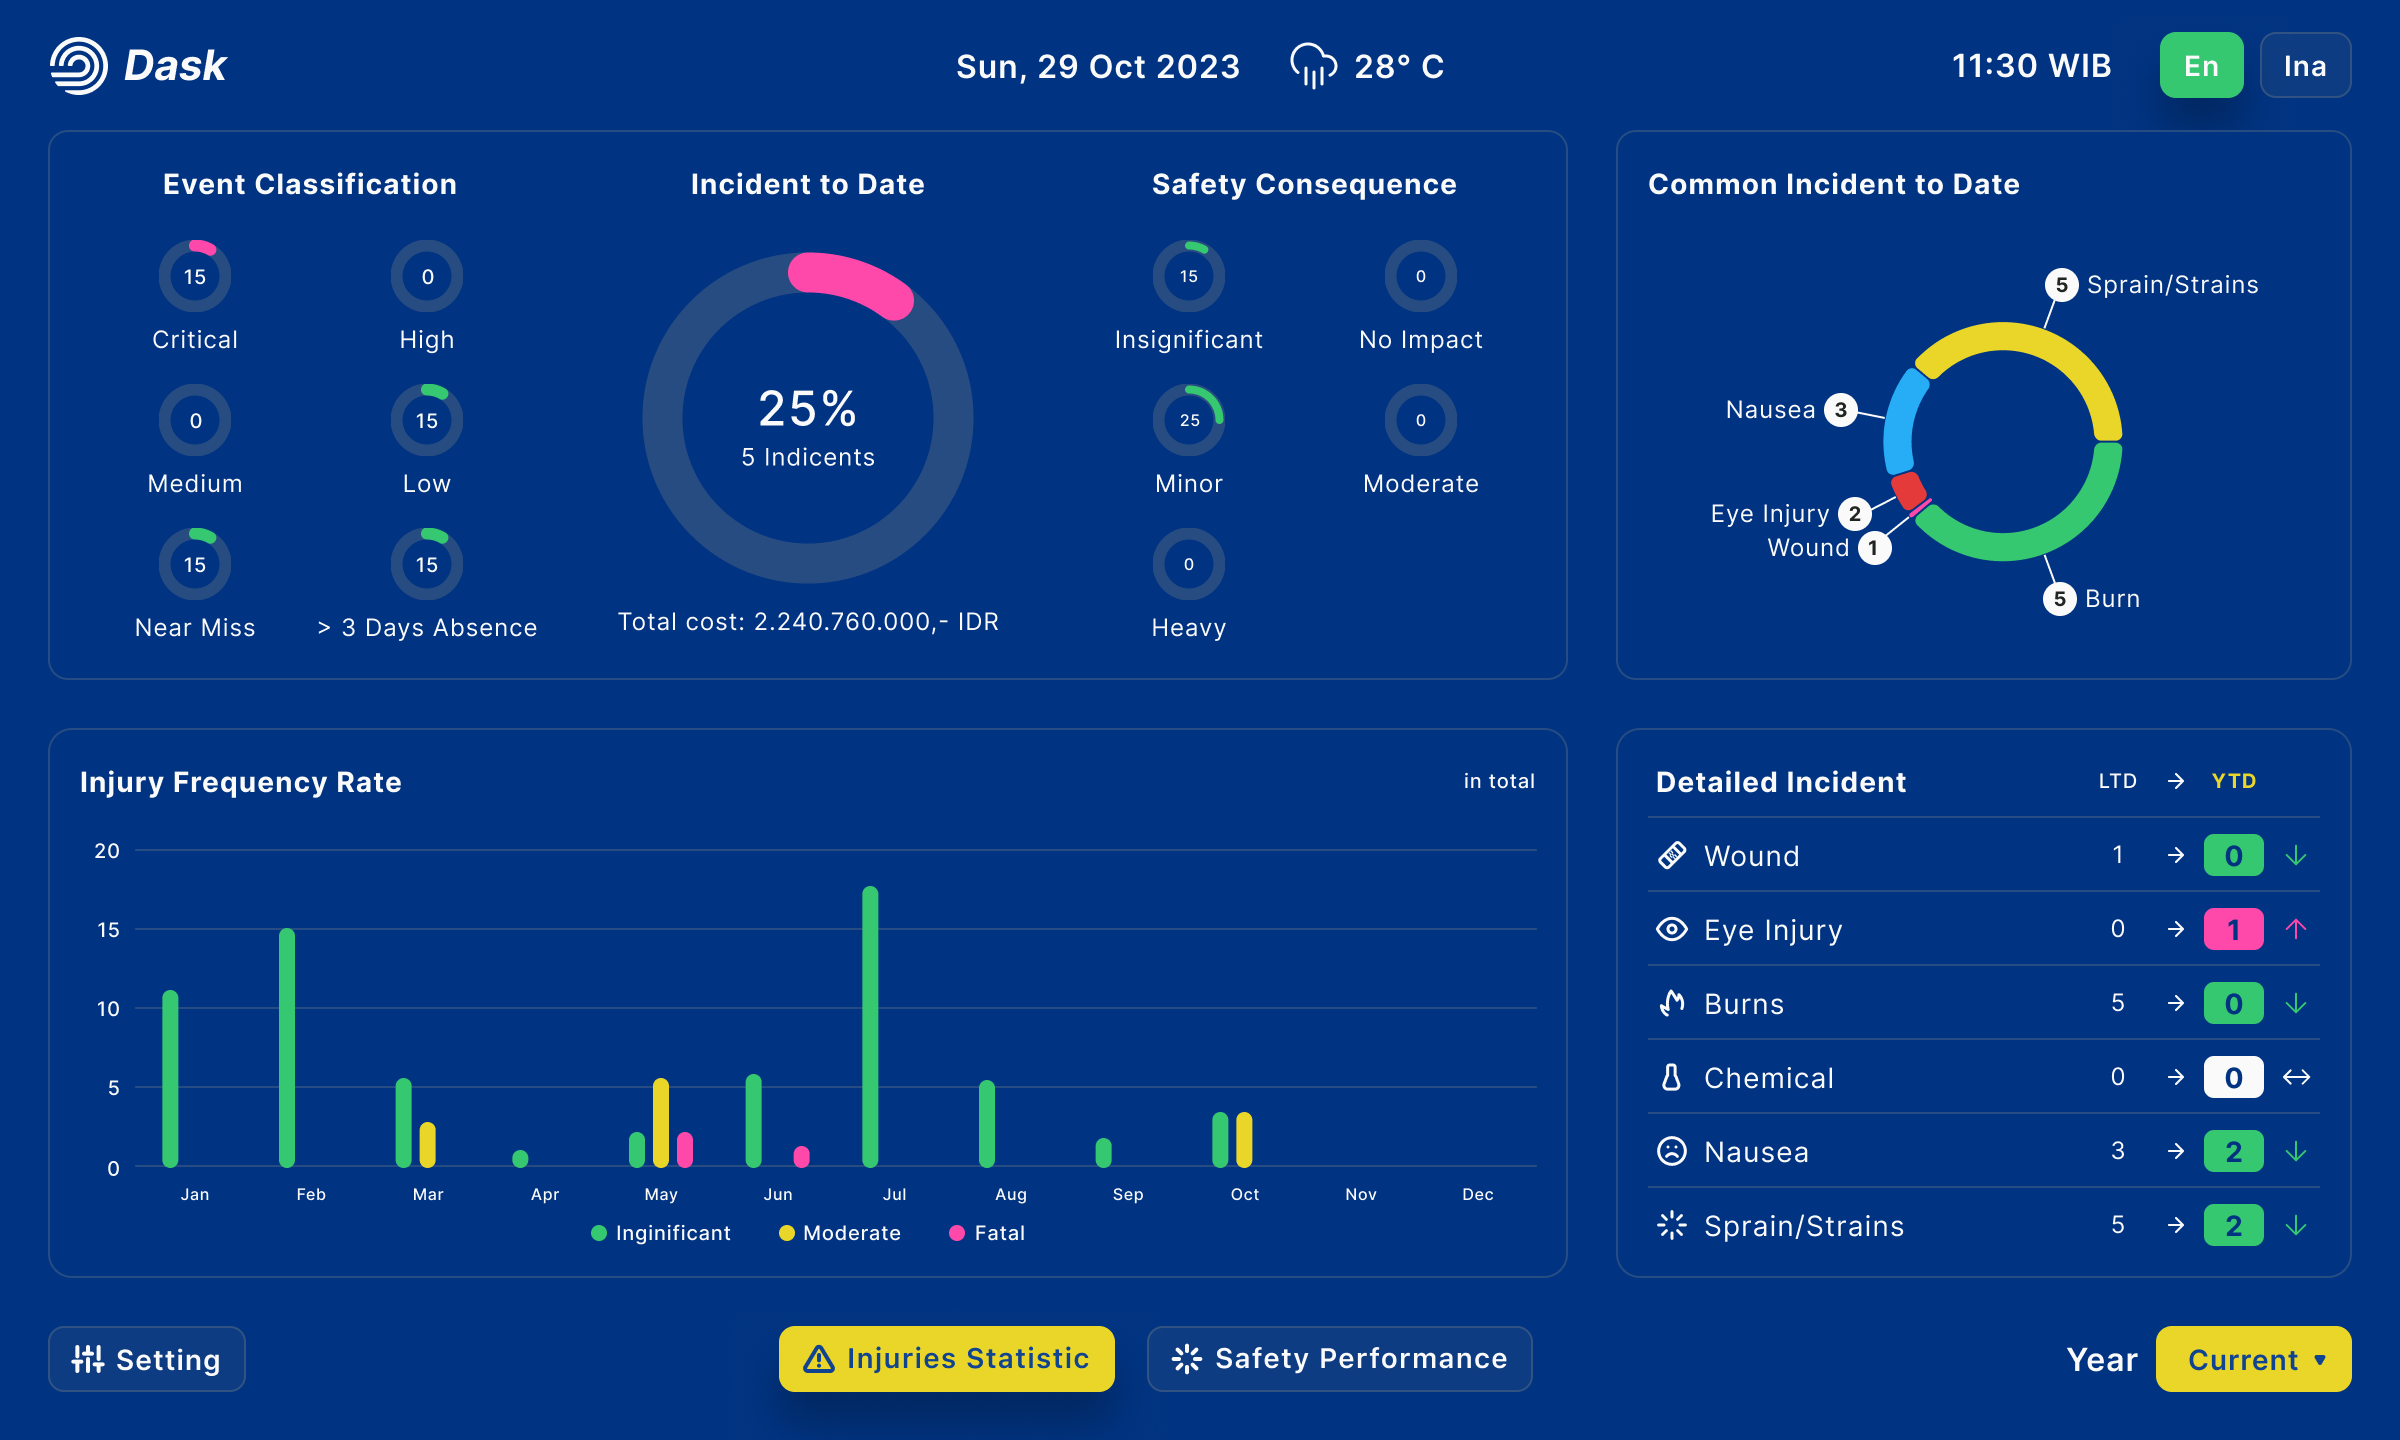 Dask
Sun, 29 Oct 2023
28° C
11:30 WIB
En
Ina
Event Classification
15
Critical
0
High
0
Medium
15
Low
15
Near Miss
15
> 3 Days Absence
Incident to Date
25%
5 Indicents
Total cost: 2.240.760.000,- IDR
Safety Consequence
15
Insignificant
0
No Impact
25
Minor
0
Moderate
0
Heavy
Common Incident to Date
5 Sprain/Strains
Nausea 3
Eye Injury 2
Wound 1
5 Burn
Injury Frequency Rate
in total
20
15
10
5
0
Jan Feb Mar Apr May Jun Jul Aug Sep Oct Nov Dec
Inginificant Moderate Fatal
Detailed Incident LTD → YTD
Wound 1 → 0 ↓
Eye Injury 0 → 1 ↑
Burns 5 → 0 ↓
Chemical 0 → 0 ↔
Nausea 3 → 2 ↓
Sprain/Strains 5 → 2 ↓
Setting
Injuries Statistic
Safety Performance
Year
Current